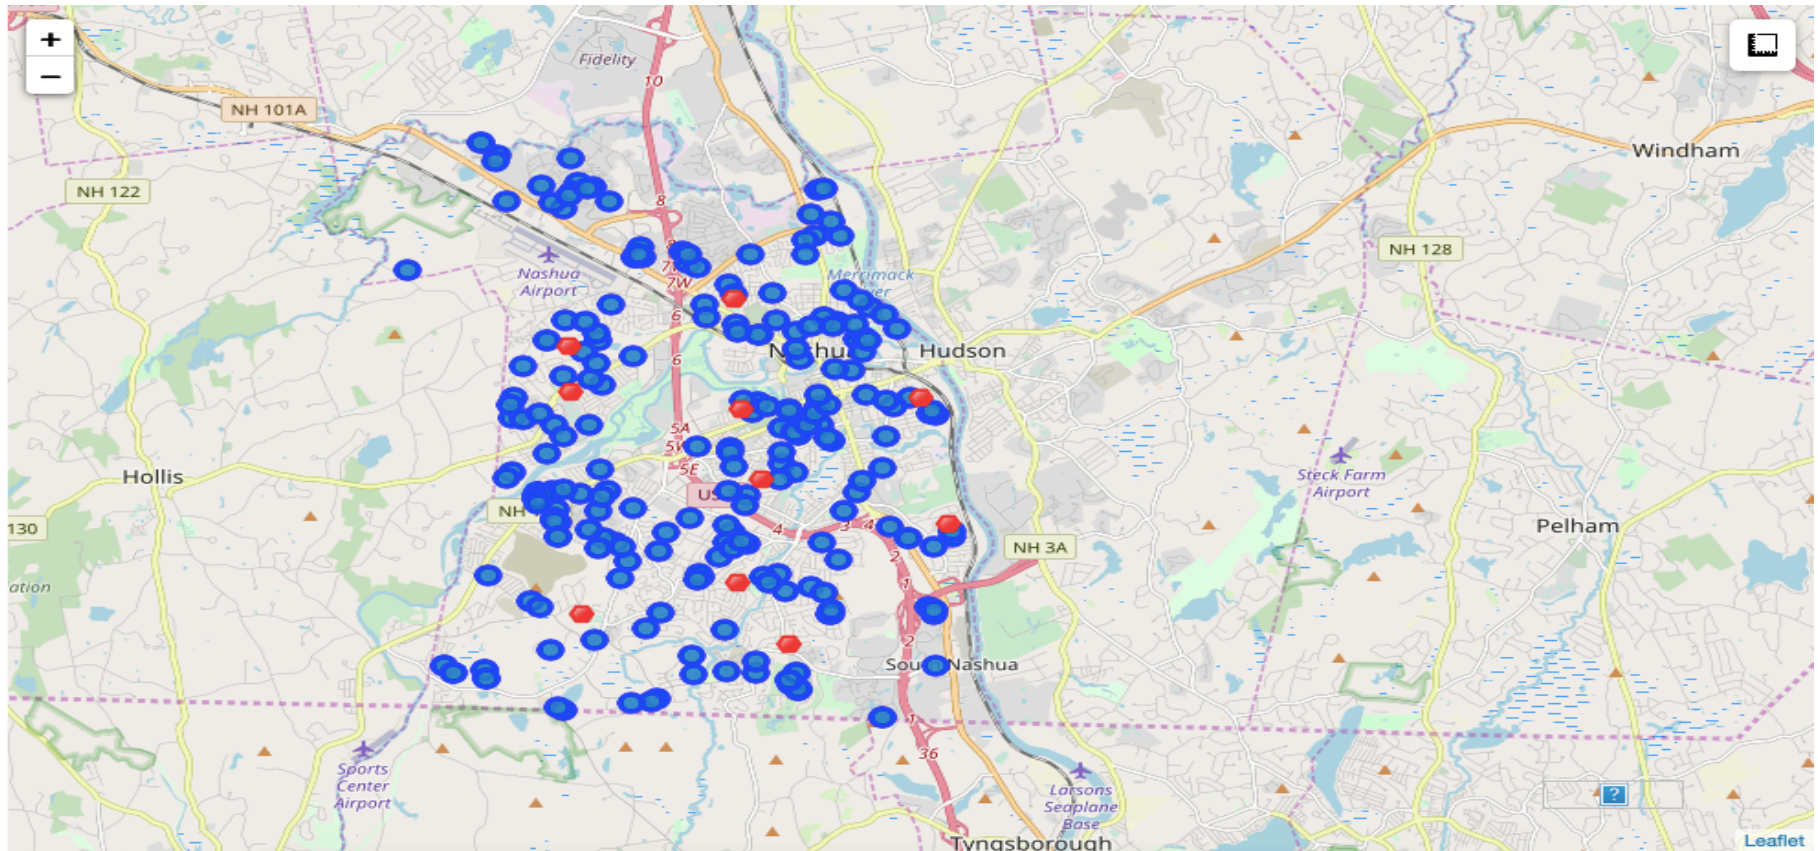 +
−
Fidelity
10
NH 101A
Windham
NH 122
8
NH 128
Nashua
Airport
Merrimack
7W
6
Hudson
6
5A
5E
Hollis
Steck Farm
Airport
US
NH
130
4
3
4
Pelham
2
NH 3A
1
2
South Nashua
1
36
Sports
Center
Airport
Larsons
Seaplane
Base
?
Tyngsborough
Leaflet